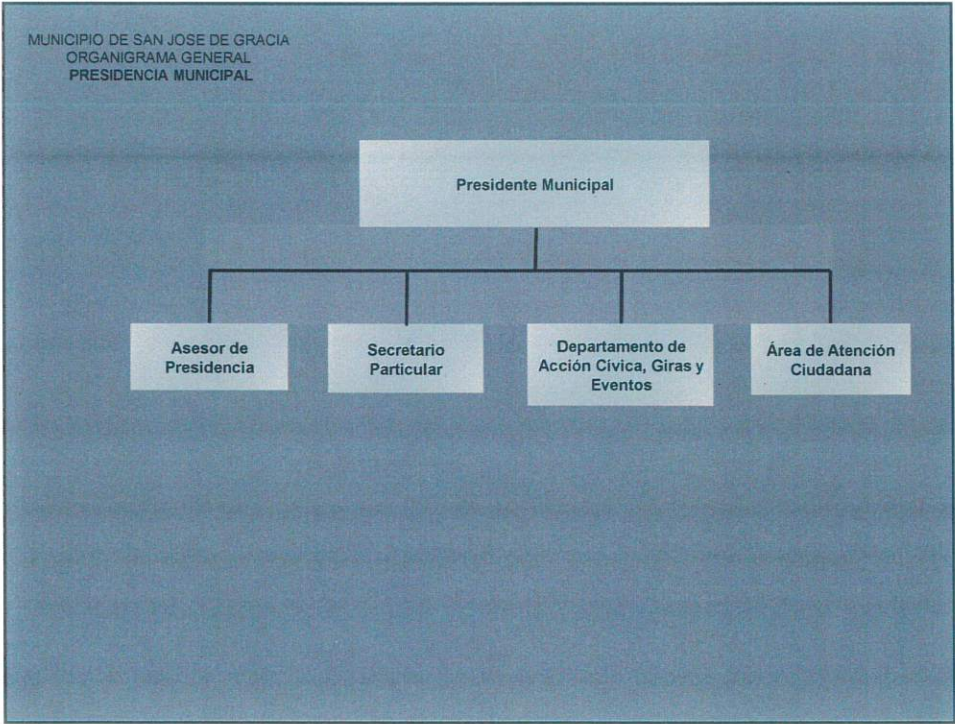 MUNICIPIO DE SAN JOSE DE GRACIA
ORGANIGRAMA GENERAL
PRESIDENCIA MUNICIPAL
Presidente Municipal
Asesor de
Presidencia
Secretario
Particular
Departamento de
Acción Cívica, Giras y
Eventos
Área de Atención
Ciudadana